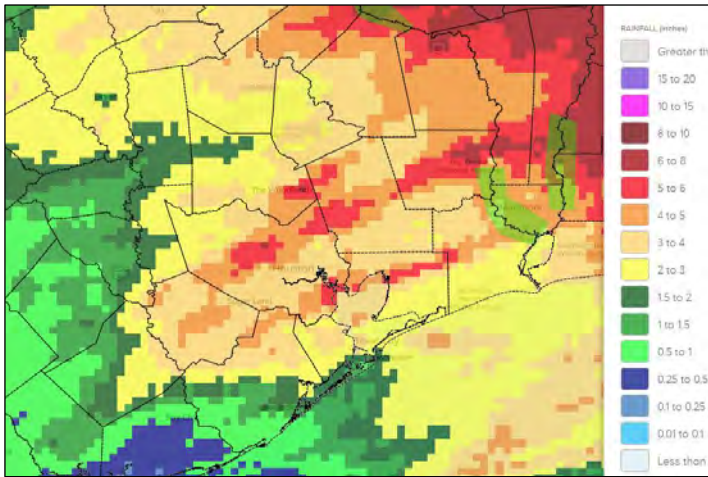 RAINFALL (inches)
Greater th
15 to 20
10 to 15
8 to 10
6 to 8
5 to 6
4 to 5
3 to 4
2 to 3
1.5 to 2
1 to 1.5
0.5 to 1
0.25 to 0.5
0.1 to 0.25
0.01 to 0.1
Less than
Houston